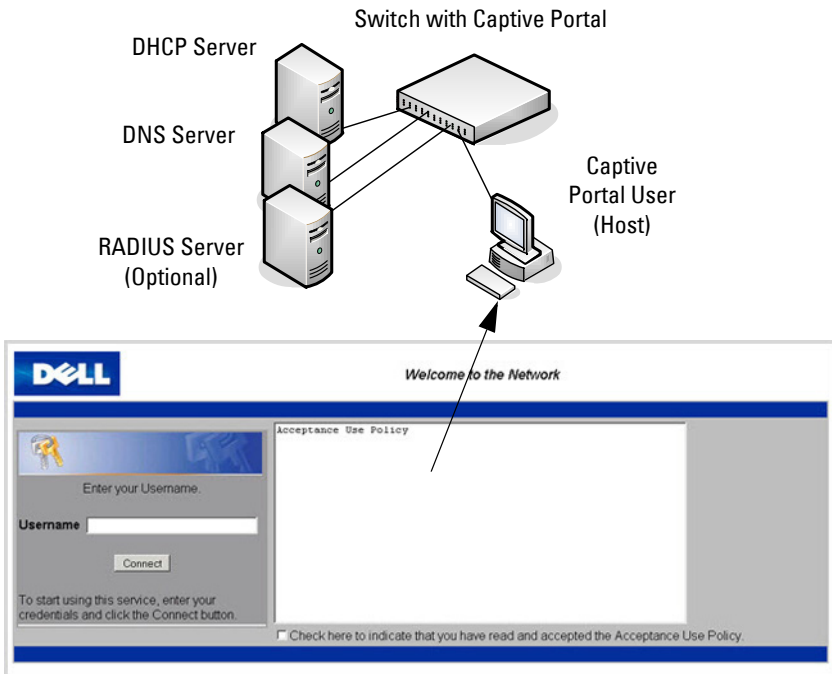 Switch with Captive Portal
DHCP Server
DNS Server
Captive
Portal User
(Host)
RADIUS Server
(Optional)
DELL
Welcome to the Network
Acceptance Use Policy
Enter your Username.
Username
Connect
To start using this service, enter your
credentials and click the Connect button.
Check here to indicate that you have read and accepted the Acceptance Use Policy.